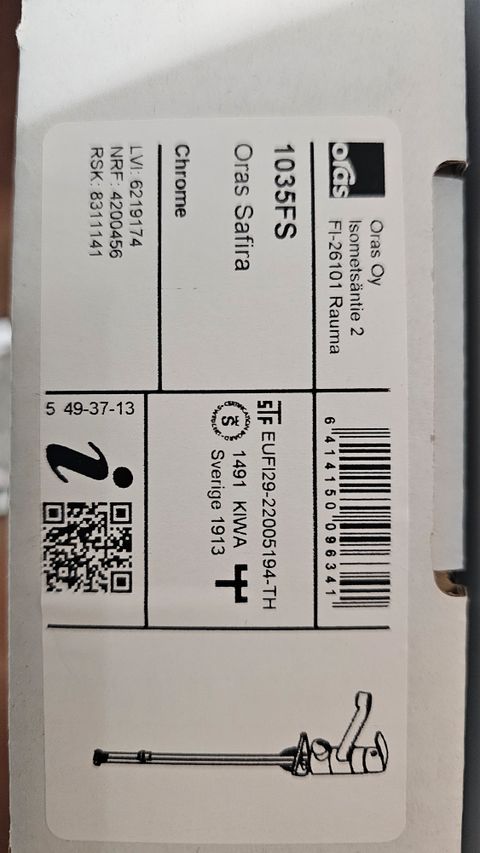 oras
Oras Oy
Isometsäntie 2
FI-26101 Rauma
6 414150 096341
1035FS
Oras Safira
STF EUFI29-22005194-TH
1491 KIWA
Sverige 1913
Chrome
LVI: 6219174
NRF: 4200456
RSK: 8311141
5 49-37-13
i